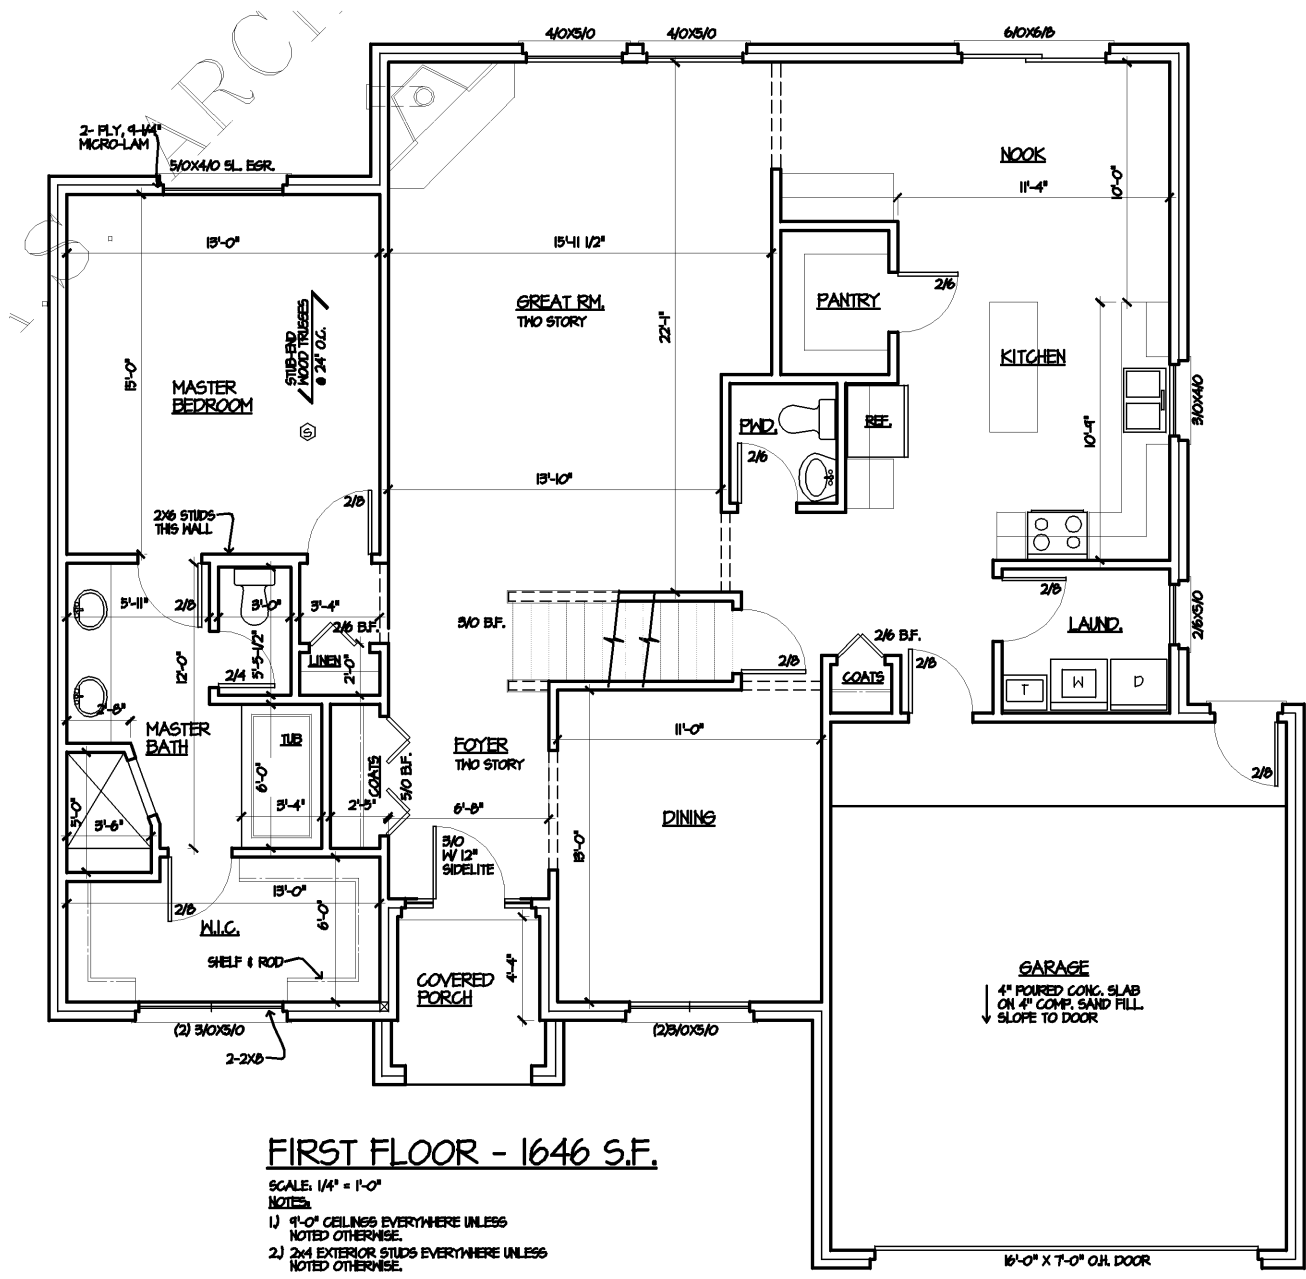 ARCH
4/0X5/0
4/0X5/0
6/0X6/8
2- PLY, 9-1/4"
MICRO-LAM
5/0X4/0 SL. EGR.
NOOK
11'-4"
10'-0"
13'-0"
15'-11 1/2"
2/6
PANTRY
GREAT RM.
TWO STORY
22'-1"
STUB-END
WOOD TRUSSES
@ 24" O.C.
KITCHEN
15'-0"
MASTER
BEDROOM
S
3/0X4/0
PWD.
REF.
10'-9"
2/6
13'-10"
2/8
2X6 STUDS
THIS WALL
5'-11"
2/8
3'-0"
3'-4"
2/6 B.F.
3/0 B.F.
2/8
LAUND.
2/6X5/0
2/6 B.F.
12'-0"
5'-5 1/2"
2/4
LINEN
2'-0"
2/8
COATS
2/8
T
W
D
2'-8"
MASTER
BATH
TUB
FOYER
TWO STORY
11'-0"
6'-0"
COATS
5/0 B.F.
2/8
5'-0"
3'-6"
3'-4"
2'-3"
6'-8"
DINING
13'-0"
3/0
W/ 12"
SIDELITE
13'-0"
2/8
W.I.C.
6'-0"
SHELF & ROD
COVERED
PORCH
4'-4"
GARAGE
4" POURED CONC. SLAB
ON 4" COMP. SAND FILL.
SLOPE TO DOOR
(2) 3/0X5/0
(2)3/0X5/0
2-2X8
FIRST FLOOR - 1646 S.F.
SCALE: 1/4" = 1'-0"
NOTES:
1.) 9'-0" CEILINGS EVERYWHERE UNLESS
NOTED OTHERWISE.
2.) 2x4 EXTERIOR STUDS EVERYWHERE UNLESS
NOTED OTHERWISE.
16'-0" X 7'-0" O.H. DOOR